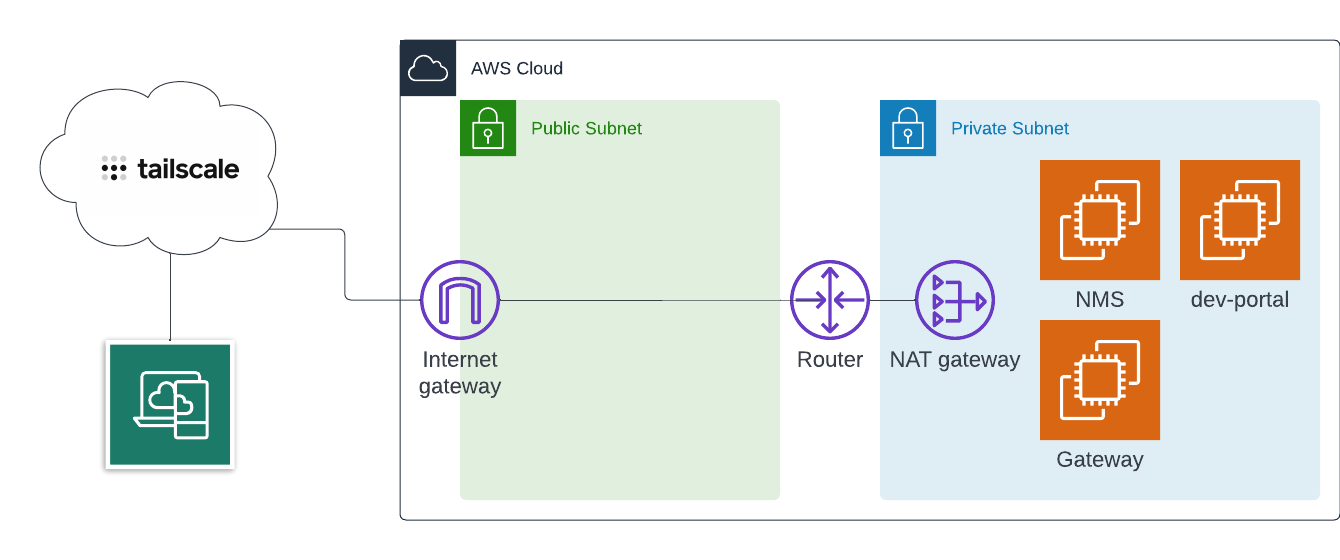 AWS Cloud
Public Subnet
Private Subnet
tailscale
NMS
dev-portal
Internet
gateway
Router
NAT gateway
Gateway